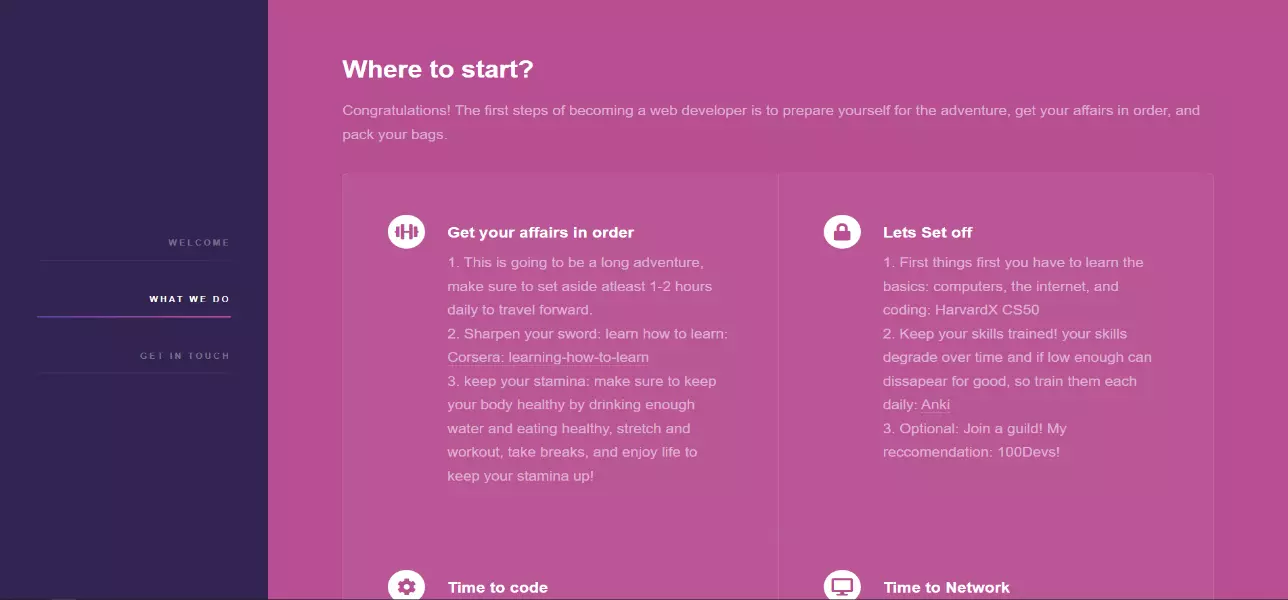 WELCOME
WHAT WE DO
GET IN TOUCH
Where to start?
Congratulations! The first steps of becoming a web developer is to prepare yourself for the adventure, get your affairs in order, and
pack your bags.
Get your affairs in order
1. This is going to be a long adventure,
make sure to set aside atleast 1-2 hours
daily to travel forward.
2. Sharpen your sword: learn how to learn:
Corsera: learning-how-to-learn
3. keep your stamina: make sure to keep
your body healthy by drinking enough
water and eating healthy, stretch and
workout, take breaks, and enjoy life to
keep your stamina up!
Lets Set off
1. First things first you have to learn the
basics: computers, the internet, and
coding: HarvardX CS50
2. Keep your skills trained! your skills
degrade over time and if low enough can
dissapear for good, so train them each
daily: Anki
3. Optional: Join a guild! My
reccomendation: 100Devs!
Time to code
Time to Network